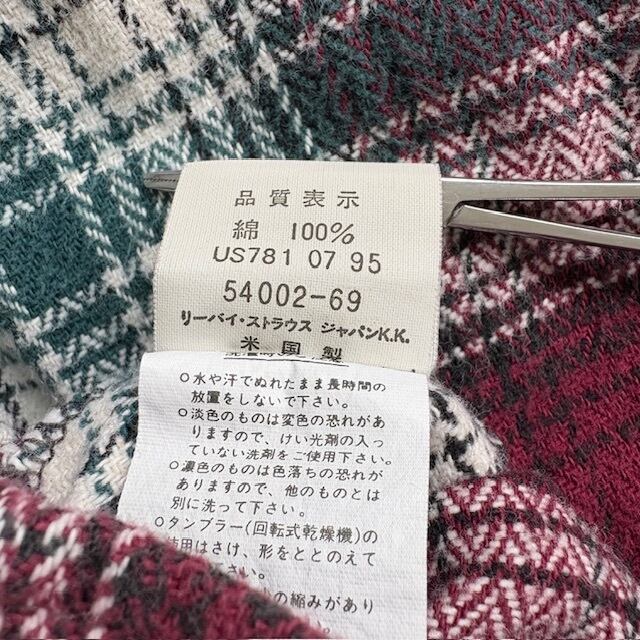 品質表示
綿 100%
US781 07 95
54002-69
リーバイ・ストラウス ジャパンK.K.
米国製
○水や汗でぬれたまま長時間の
放置をしないで下さい。
○淡色のものは変色の恐れがあ
りますので、けい光剤の入っ
ていない洗剤をご使用下さい。
○濃色のものは色落ちの恐れが
ありますので、他のものとは
別に洗って下さい。
○タンブラー(回転式乾燥機)の
使用はさけ、形をととのえて
の縮みがあり